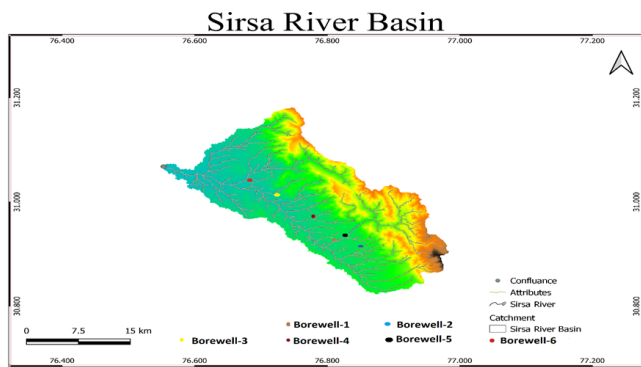 Sirsa River Basin
76.400 76.600 76.800 77.000 77.200
31.200 31.200
31.000 31.000
30.800 30.800
Confluance
Attributes
Sirsa River
Catchment
Sirsa River Basin
0 7.5 15 km
Borewell-1 Borewell-2
Borewell-3 Borewell-4 Borewell-5 Borewell-6
76.400 76.600 76.800 77.000 77.200